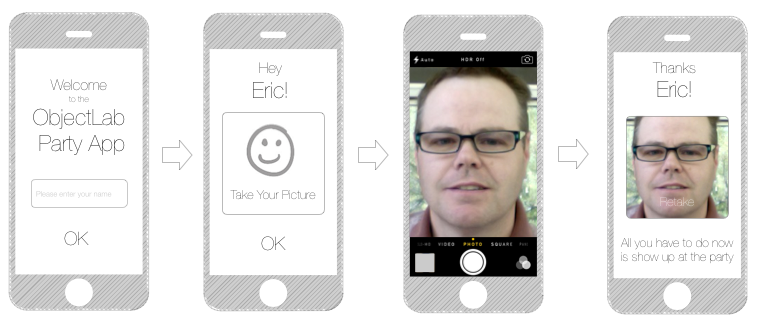 Welcome
to the
ObjectLab
Party App
Please enter your name
OK
Hey
Eric!
Take Your Picture
OK
Auto
HDR Off
VIDEO
PHOTO
SQUARE
Thanks
Eric!
Retake
All you have to do now
is show up at the party